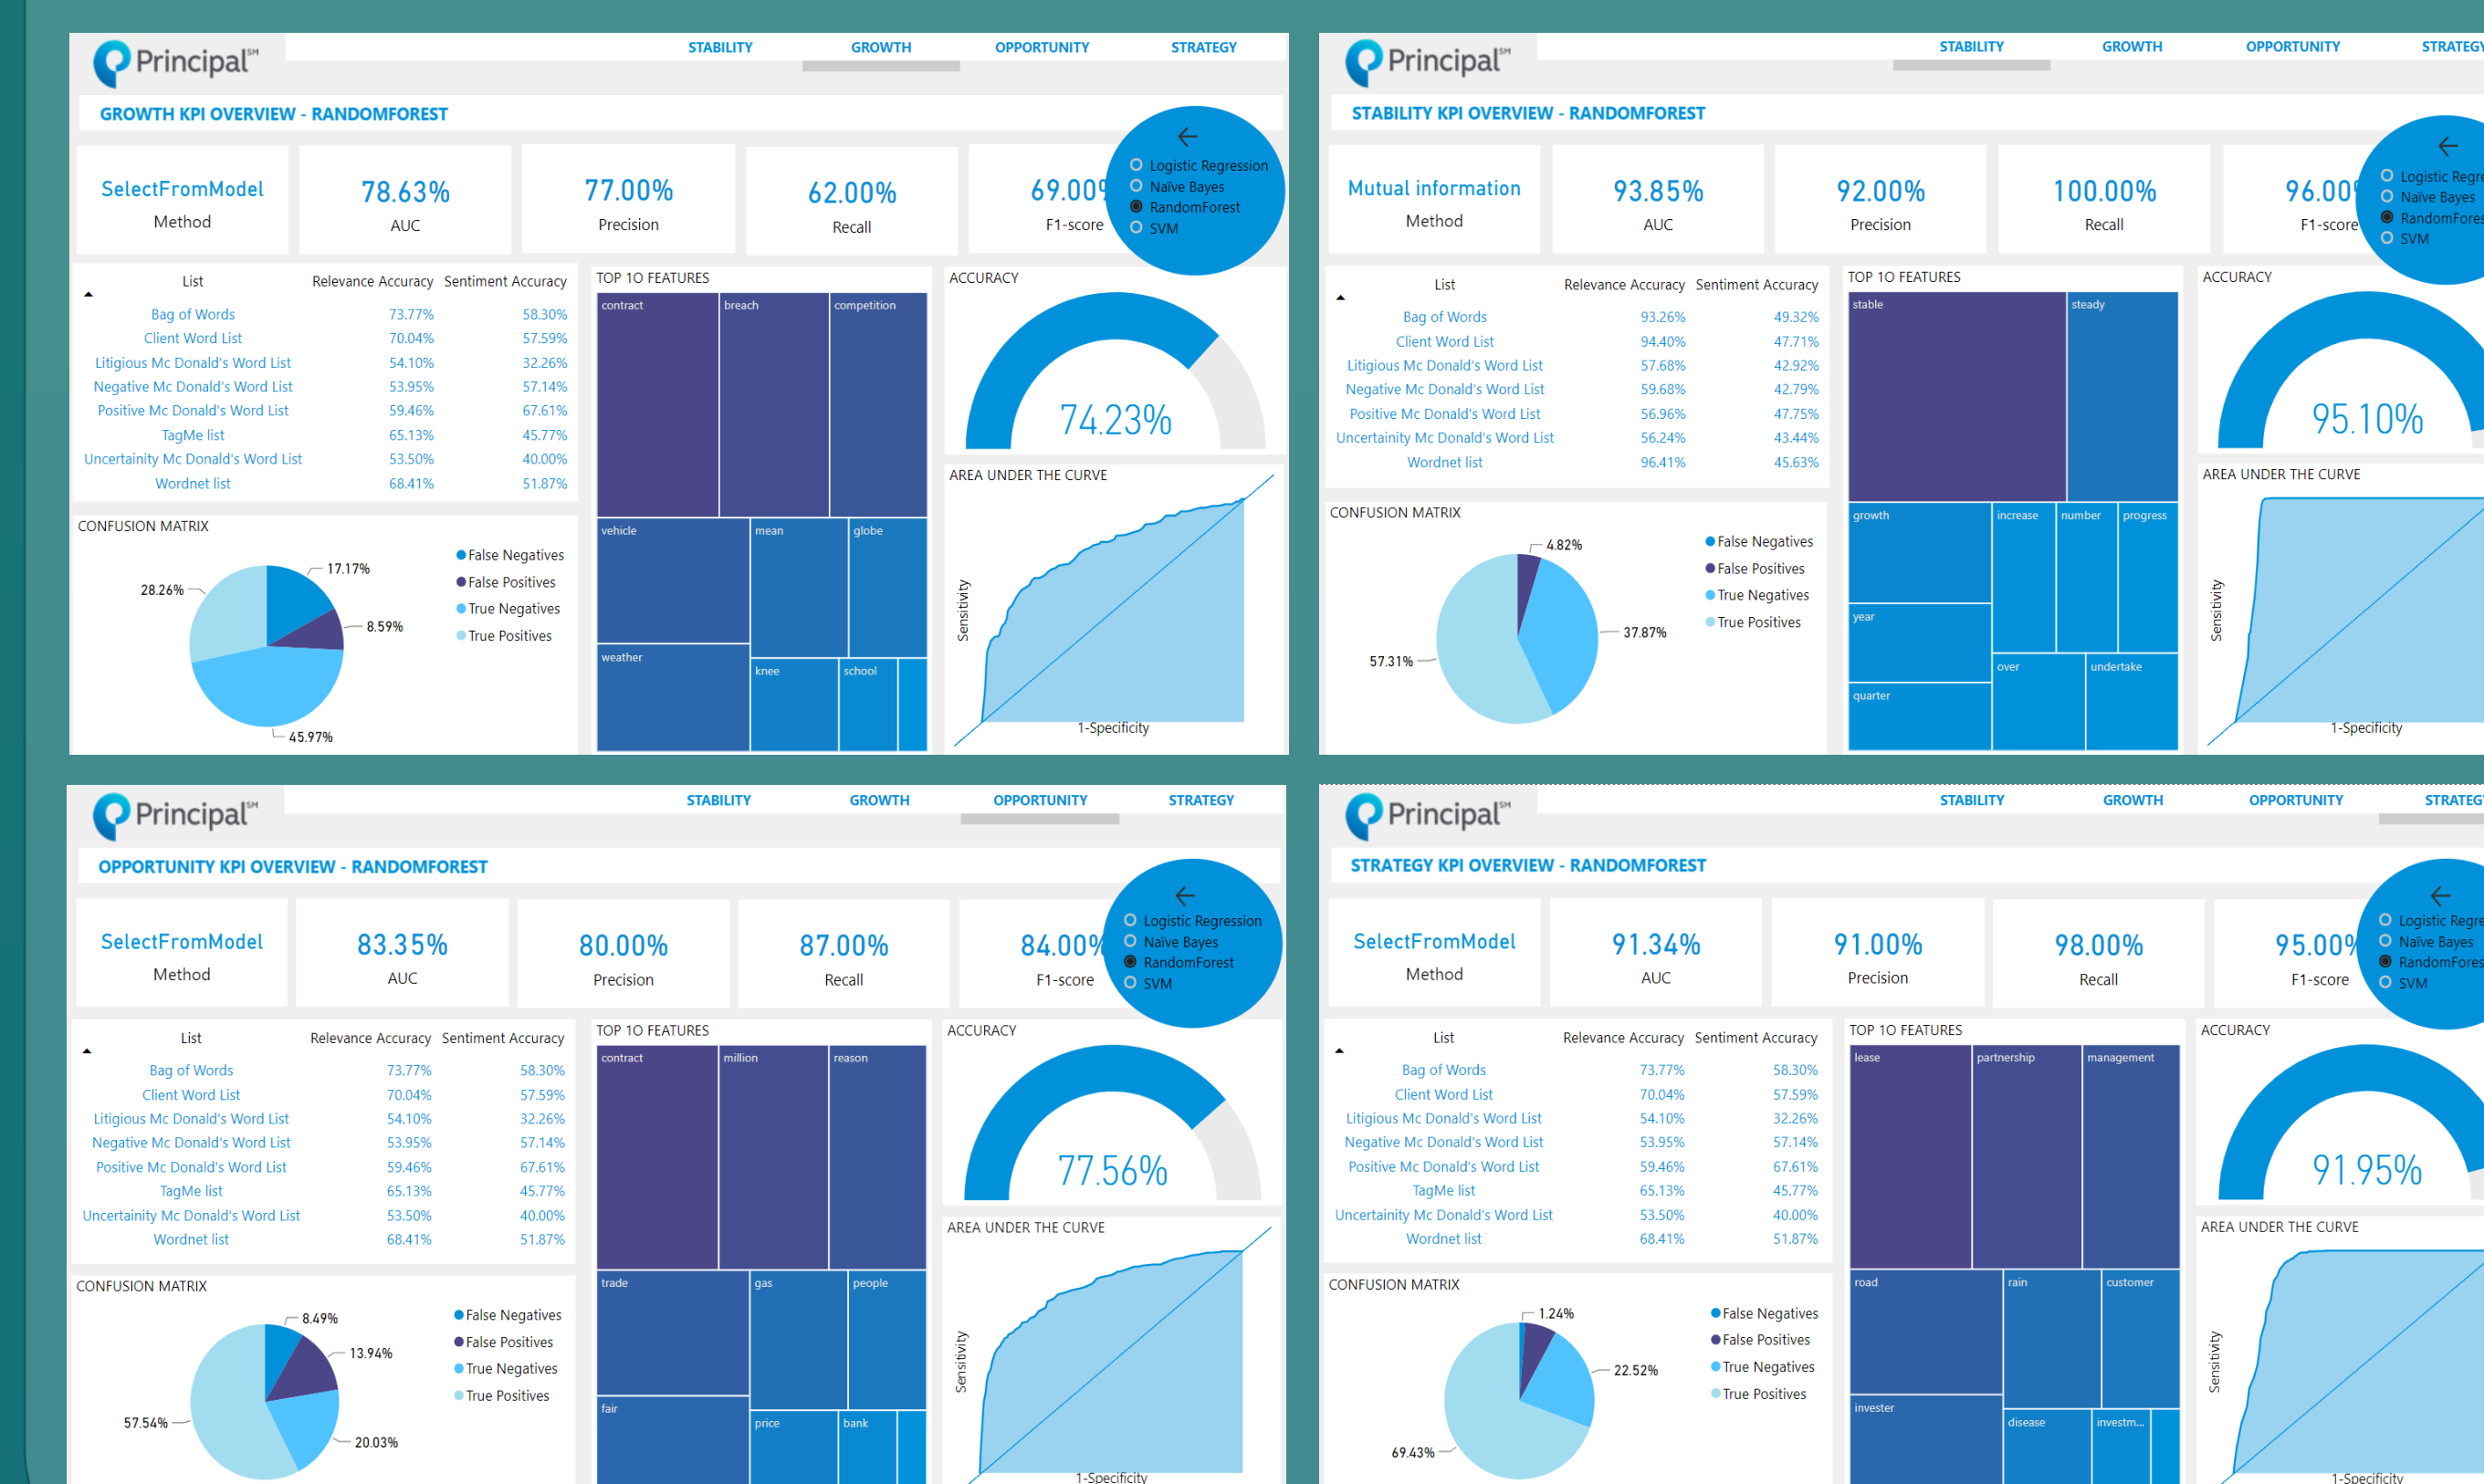 Principal℠
STABILITY GROWTH OPPORTUNITY STRATEGY
GROWTH KPI OVERVIEW - RANDOMFOREST
SelectFromModel
Method
78.63%
AUC
77.00%
Precision
62.00%
Recall
69.00%
F1-score
Logistic Regression
Naïve Bayes
RandomForest
SVM
List Relevance Accuracy Sentiment Accuracy
Bag of Words 73.77% 58.30%
Client Word List 70.04% 57.59%
Litigious Mc Donald's Word List 54.10% 32.26%
Negative Mc Donald's Word List 53.95% 57.14%
Positive Mc Donald's Word List 59.46% 67.61%
TagMe list 65.13% 45.77%
Uncertainity Mc Donald's Word List 53.50% 40.00%
Wordnet list 68.41% 51.87%
CONFUSION MATRIX
17.17%
8.59%
45.97%
28.26%
False Negatives
False Positives
True Negatives
True Positives
TOP 1O FEATURES
contract breach competition
vehicle mean globe
weather
knee school
ACCURACY
74.23%
AREA UNDER THE CURVE
Sensitivity
1-Specificity
Principal℠
STABILITY GROWTH OPPORTUNITY STRATEGY
STABILITY KPI OVERVIEW - RANDOMFOREST
Mutual information
Method
93.85%
AUC
92.00%
Precision
100.00%
Recall
96.00
F1-score
Logistic Regre
Naïve Bayes
RandomFores
SVM
List Relevance Accuracy Sentiment Accuracy
Bag of Words 93.26% 49.32%
Client Word List 94.40% 47.71%
Litigious Mc Donald's Word List 57.68% 42.92%
Negative Mc Donald's Word List 59.68% 42.79%
Positive Mc Donald's Word List 56.96% 47.75%
Uncertainity Mc Donald's Word List 56.24% 43.44%
Wordnet list 96.41% 45.63%
CONFUSION MATRIX
4.82%
37.87%
57.31%
False Negatives
False Positives
True Negatives
True Positives
TOP 1O FEATURES
stable steady
growth increase number progress
year
over undertake
quarter
ACCURACY
95.10%
AREA UNDER THE CURVE
Sensitivity
1-Specificity
Principal℠
STABILITY GROWTH OPPORTUNITY STRATEGY
OPPORTUNITY KPI OVERVIEW - RANDOMFOREST
SelectFromModel
Method
83.35%
AUC
80.00%
Precision
87.00%
Recall
84.00%
F1-score
Logistic Regression
Naïve Bayes
RandomForest
SVM
List Relevance Accuracy Sentiment Accuracy
Bag of Words 73.77% 58.30%
Client Word List 70.04% 57.59%
Litigious Mc Donald's Word List 54.10% 32.26%
Negative Mc Donald's Word List 53.95% 57.14%
Positive Mc Donald's Word List 59.46% 67.61%
TagMe list 65.13% 45.77%
Uncertainity Mc Donald's Word List 53.50% 40.00%
Wordnet list 68.41% 51.87%
CONFUSION MATRIX
8.49%
13.94%
20.03%
57.54%
False Negatives
False Positives
True Negatives
True Positives
TOP 1O FEATURES
contract million reason
trade gas people
fair
price bank
ACCURACY
77.56%
AREA UNDER THE CURVE
Sensitivity
1-Specificity
Principal℠
STABILITY GROWTH OPPORTUNITY STRATEG
STRATEGY KPI OVERVIEW - RANDOMFOREST
SelectFromModel
Method
91.34%
AUC
91.00%
Precision
98.00%
Recall
95.00%
F1-score
Logistic Regre
Naïve Bayes
RandomFores
SVM
List Relevance Accuracy Sentiment Accuracy
Bag of Words 73.77% 58.30%
Client Word List 70.04% 57.59%
Litigious Mc Donald's Word List 54.10% 32.26%
Negative Mc Donald's Word List 53.95% 57.14%
Positive Mc Donald's Word List 59.46% 67.61%
TagMe list 65.13% 45.77%
Uncertainity Mc Donald's Word List 53.50% 40.00%
Wordnet list 68.41% 51.87%
CONFUSION MATRIX
1.24%
22.52%
69.43%
False Negatives
False Positives
True Negatives
True Positives
TOP 1O FEATURES
lease partnership management
road rain customer
invester
disease investm...
ACCURACY
91.95%
AREA UNDER THE CURVE
Sensitivity
1-Specificity